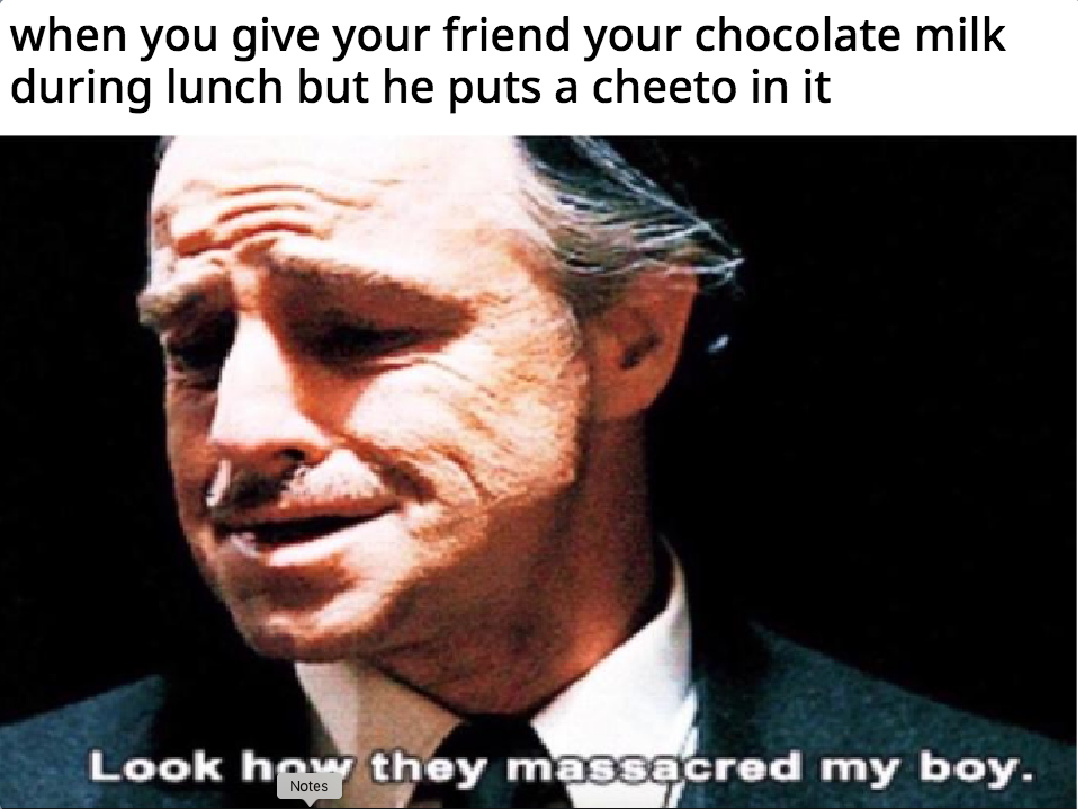 when you give your friend your chocolate milk
during lunch but he puts a cheeto in it
Look how they massacred my boy.
Notes